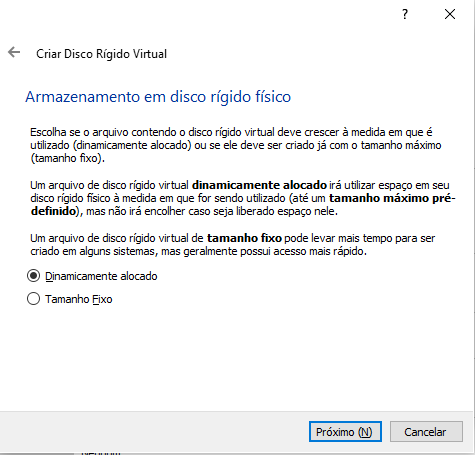 ?
Criar Disco Rígido Virtual
Armazenamento em disco rígido físico
Escolha se o arquivo contendo o disco rígido virtual deve crescer à medida em que é
utilizado (dinamicamente alocado) ou se ele deve ser criado já com o tamanho máximo
(tamanho fixo).
Um arquivo de disco rígido virtual dinamicamente alocado irá utilizar espaço em seu
disco rígido físico à medida em que for sendo utilizado (até um tamanho máximo pré-
definido), mas não irá encolher caso seja liberado espaço nele.
Um arquivo de disco rígido virtual de tamanho fixo pode levar mais tempo para ser
criado em alguns sistemas, mas geralmente possui acesso mais rápido.
Dinamicamente alocado
Tamanho Fixo
Próximo (N) Cancelar